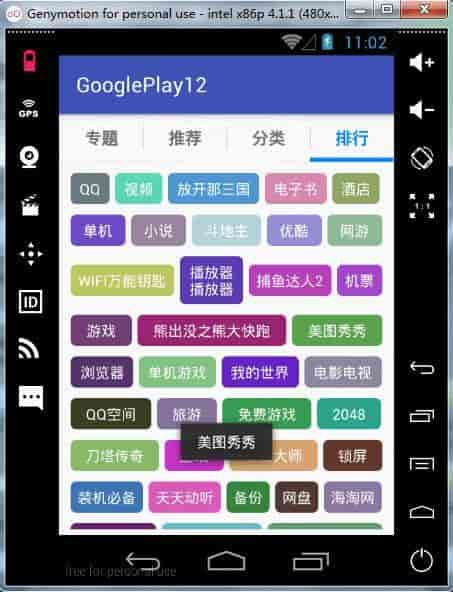 Genymotion for personal use - intel x86p 4.1.1 (480x...
11:02
GPS
GooglePlay12
专题 推荐 分类 排行
QQ 视频 放开那三国 电子书 酒店
单机 小说 斗地主 优酷 网游
WIFI万能钥匙 播放器 捕鱼达人2 机票
播放器
游戏 熊出没之熊大快跑 美图秀秀
浏览器 单机游戏 我的世界 电影电视
QQ空间 旅游 免费游戏 2048
美图秀秀
刀塔传奇 大师 锁屏
装机必备 天天动听 备份 网盘 海淘网
1:1
ID
free for personal use